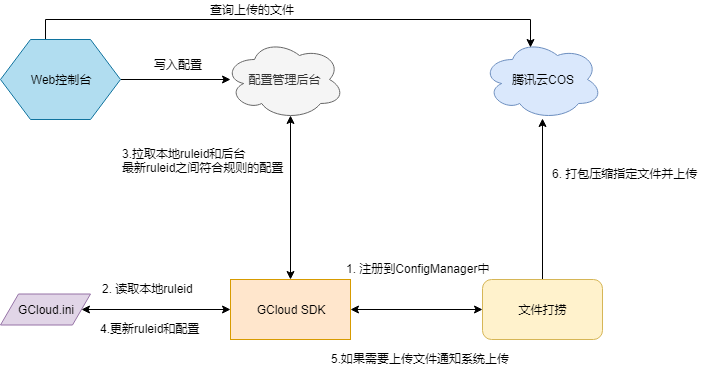 查询上传的文件
Web控制台
写入配置
配置管理后台
腾讯云COS
3.拉取本地ruleid和后台
最新ruleid之间符合规则的配置
6. 打包压缩指定文件并上传
1. 注册到ConfigManager中
2. 读取本地ruleid
GCloud.ini
GCloud SDK
文件打捞
4.更新ruleid和配置
5.如果需要上传文件通知系统上传